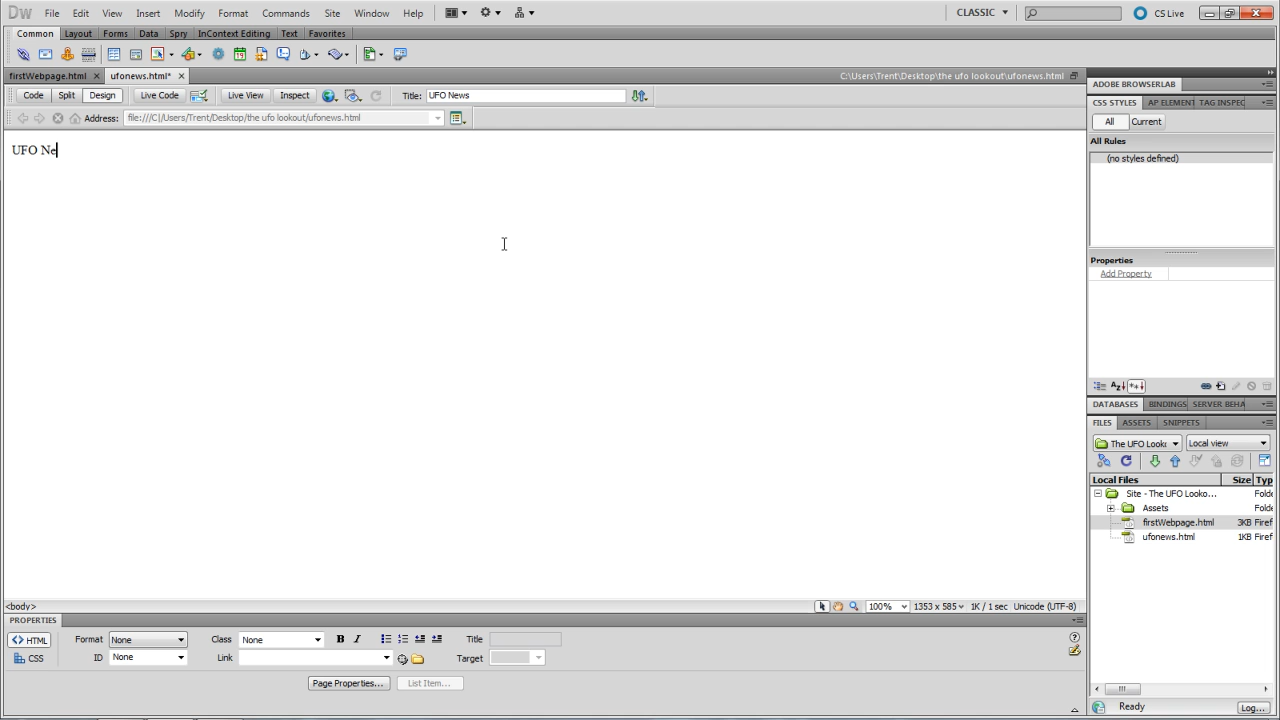 Dw File Edit View Insert Modify Format Commands Site Window Help CLASSIC CS Live
Common Layout Forms Data Spry InContext Editing Text Favorites
firstWebpage.html ufonews.html* C:\Users\Trent\Desktop\the ufo lookout\ufonews.html
Code Split Design Live Code Live View Inspect Title: UFO News
Address: file:///C|/Users/Trent/Desktop/the ufo lookout/ufonews.html
UFO Ne
<body> 100% 1353 x 585 1K / 1 sec Unicode (UTF-8)
PROPERTIES
<> HTML Format None Class None B I Title
CSS ID None Link Target
Page Properties... List Item...
ADOBE BROWSERLAB
CSS STYLES AP ELEMENT TAG INSPEC
All Current
All Rules
(no styles defined)
Properties
Add Property
DATABASES BINDINGS SERVER BEHA
FILES ASSETS SNIPPETS
The UFO Look Local view
Local Files Size Typ
Site - The UFO Looko... Folde
Assets Folde
firstWebpage.html 3KB Firef
ufonews.html 1KB Firef
Ready Log...